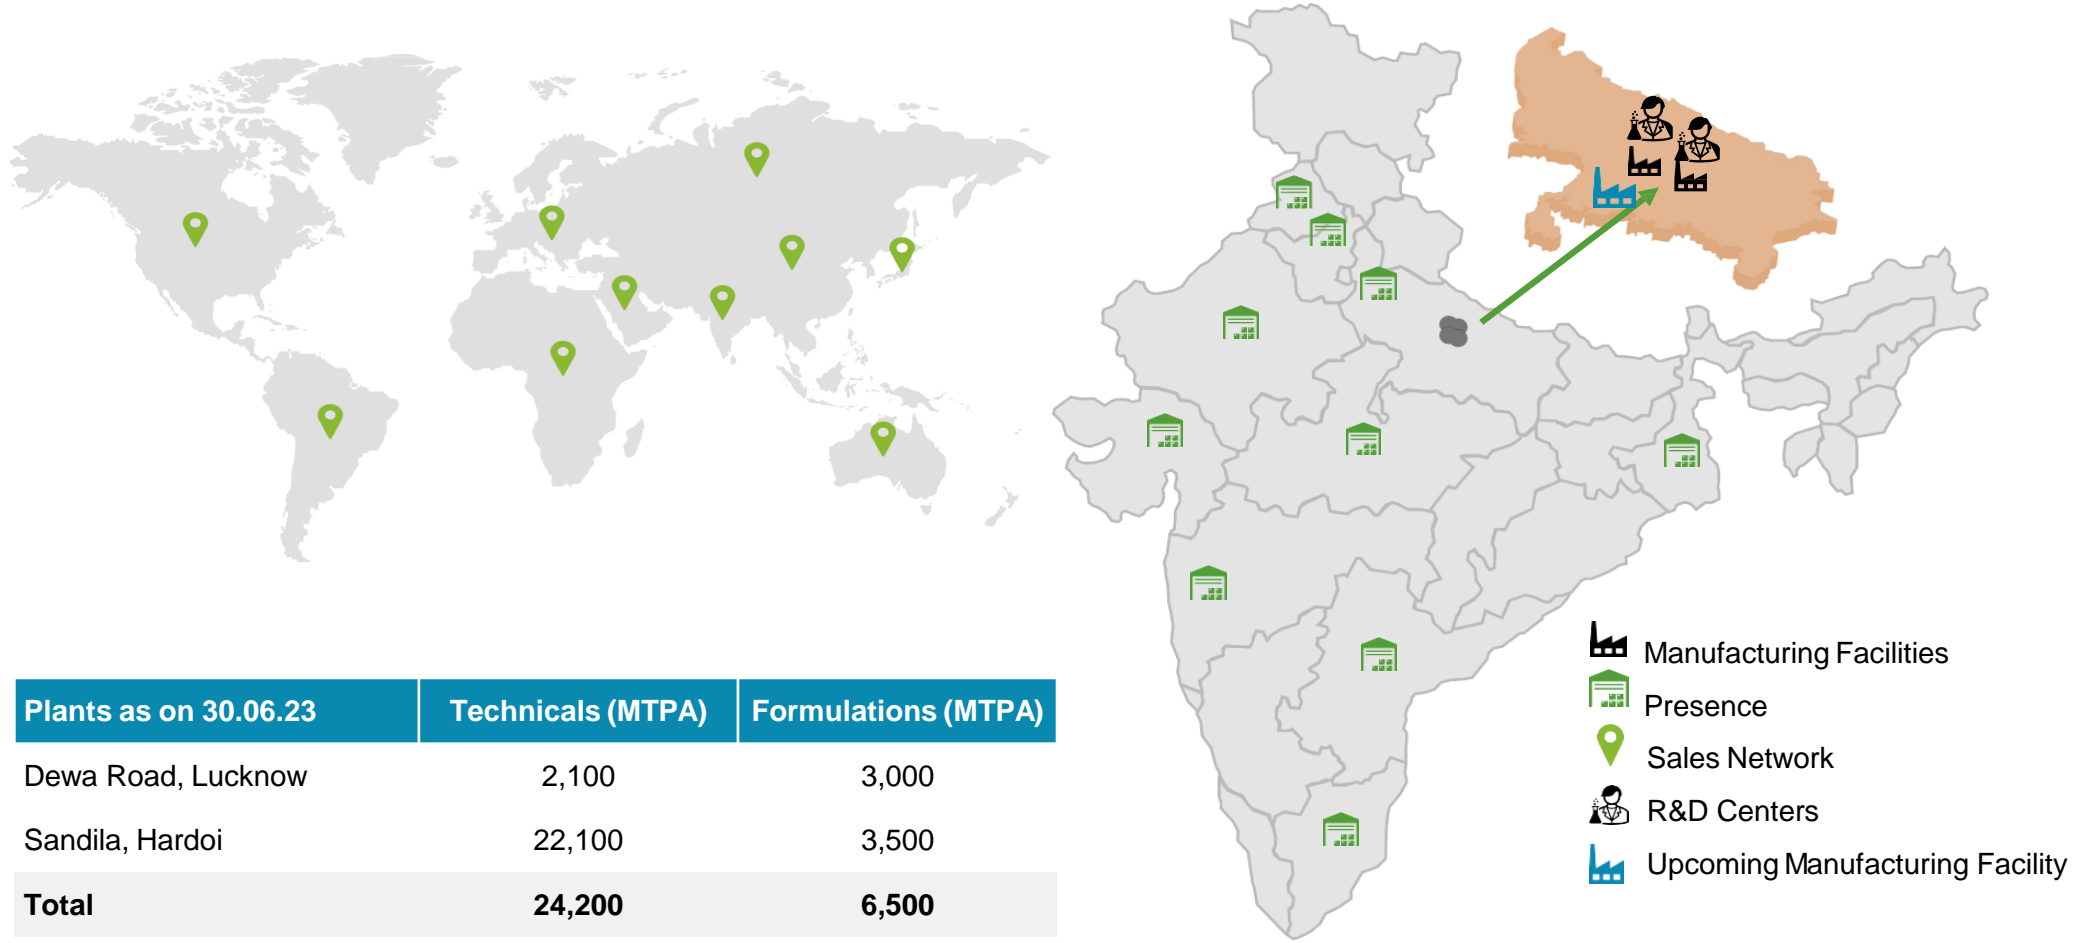 Plants as on 30.06.23 Technicals (MTPA) Formulations (MTPA)
Dewa Road, Lucknow 2,100 3,000
Sandila, Hardoi 22,100 3,500
Total 24,200 6,500
Manufacturing Facilities
Presence
Sales Network
R&D Centers
Upcoming Manufacturing Facility